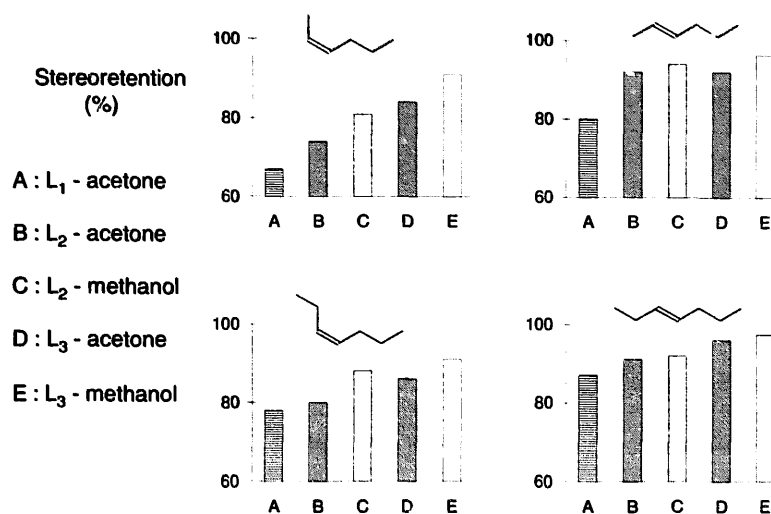 Stereoretention
(%)
A : L₁ - acetone
B : L₂ - acetone
C : L₂ - methanol
D : L₃ - acetone
E : L₃ - methanol
100
80
60
A B C D E
100
80
60
A B C D E
100
80
60
A B C D E
100
80
60
A B C D E